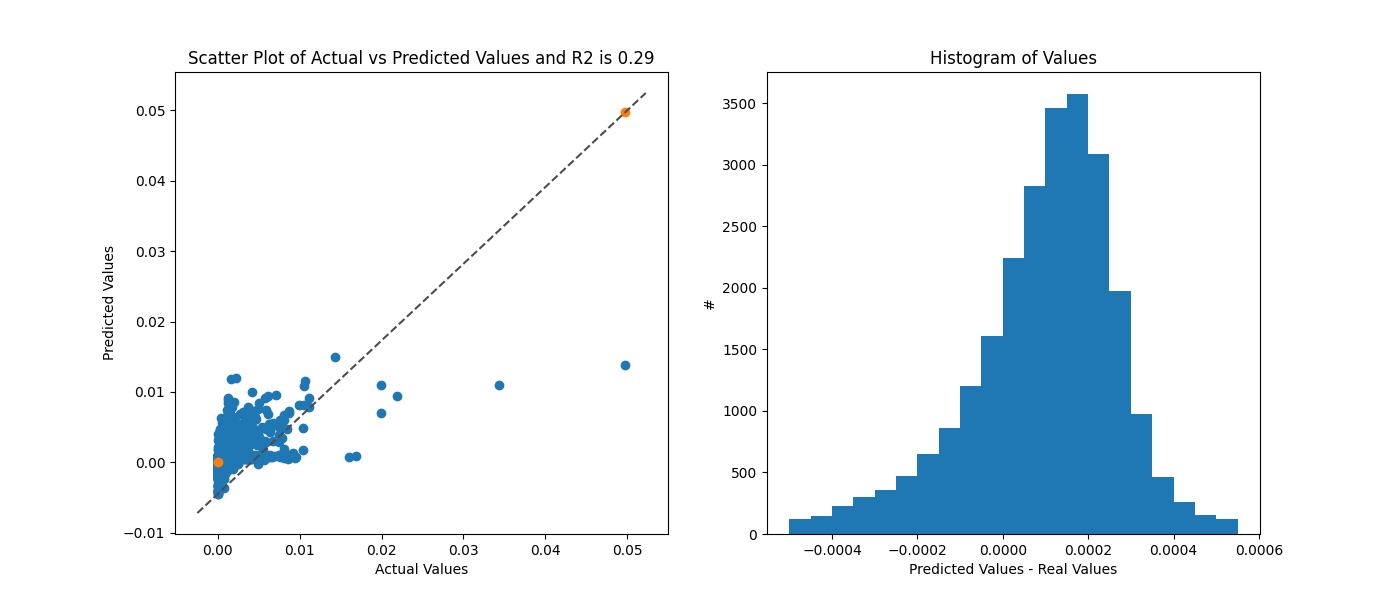 Scatter Plot of Actual vs Predicted Values and R2 is 0.29
Predicted Values
0.05
0.04
0.03
0.02
0.01
0.00
−0.01
0.00 0.01 0.02 0.03 0.04 0.05
Actual Values
Histogram of Values
#
3500
3000
2500
2000
1500
1000
500
0
−0.0004 −0.0002 0.0000 0.0002 0.0004 0.0006
Predicted Values - Real Values